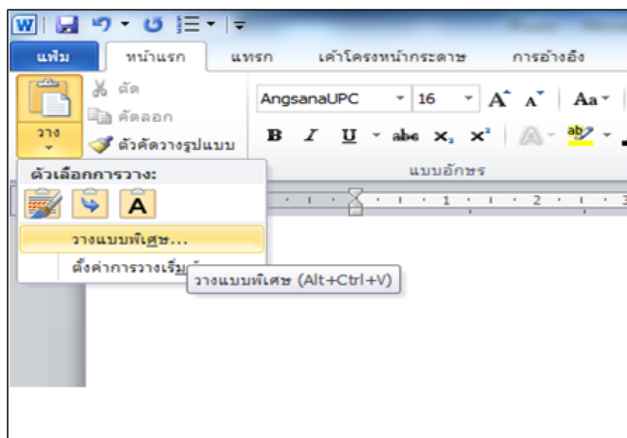 W
แฟ้ม หน้าแรก แทรก เค้าโครงหน้ากระดาษ การอ้างอิง
ตัด
คัดลอก
ตัวคัดวางรูปแบบ
วาง
AngsanaUPC 16 A A Aa
B I U abc X₂ X² A ab
แบบอักษร
ตัวเลือกการวาง:
A
วางแบบพิเศษ...
ตั้งค่าการวางเริ่ม
วางแบบพิเศษ (Alt+Ctrl+V)
1 2 3